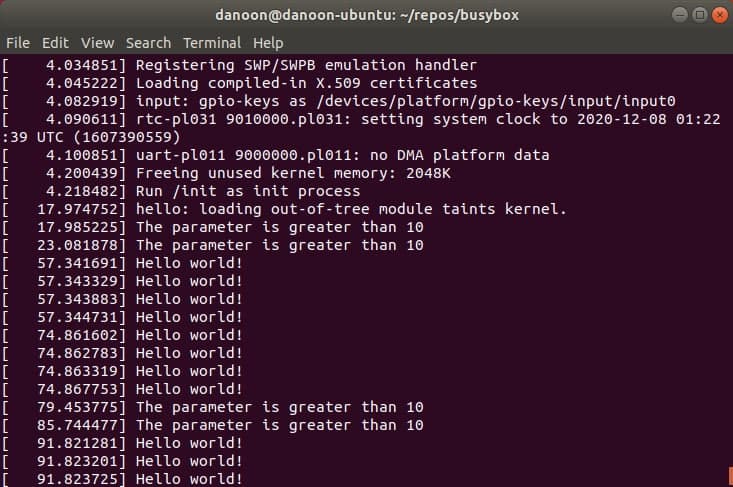 danoon@danoon-ubuntu: ~/repos/busybox
File Edit View Search Terminal Help
[    4.034851] Registering SWP/SWPB emulation handler
[    4.045222] Loading compiled-in X.509 certificates
[    4.082919] input: gpio-keys as /devices/platform/gpio-keys/input/input0
[    4.090611] rtc-pl031 9010000.pl031: setting system clock to 2020-12-08 01:22
:39 UTC (1607390559)
[    4.100851] uart-pl011 9000000.pl011: no DMA platform data
[    4.200439] Freeing unused kernel memory: 2048K
[    4.218482] Run /init as init process
[   17.974752] hello: loading out-of-tree module taints kernel.
[   17.985225] The parameter is greater than 10
[   23.081878] The parameter is greater than 10
[   57.341691] Hello world!
[   57.343329] Hello world!
[   57.343883] Hello world!
[   57.344731] Hello world!
[   74.861602] Hello world!
[   74.862783] Hello world!
[   74.863319] Hello world!
[   74.867753] Hello world!
[   79.453775] The parameter is greater than 10
[   85.744477] The parameter is greater than 10
[   91.821281] Hello world!
[   91.823201] Hello world!
[   91.823725] Hello world!